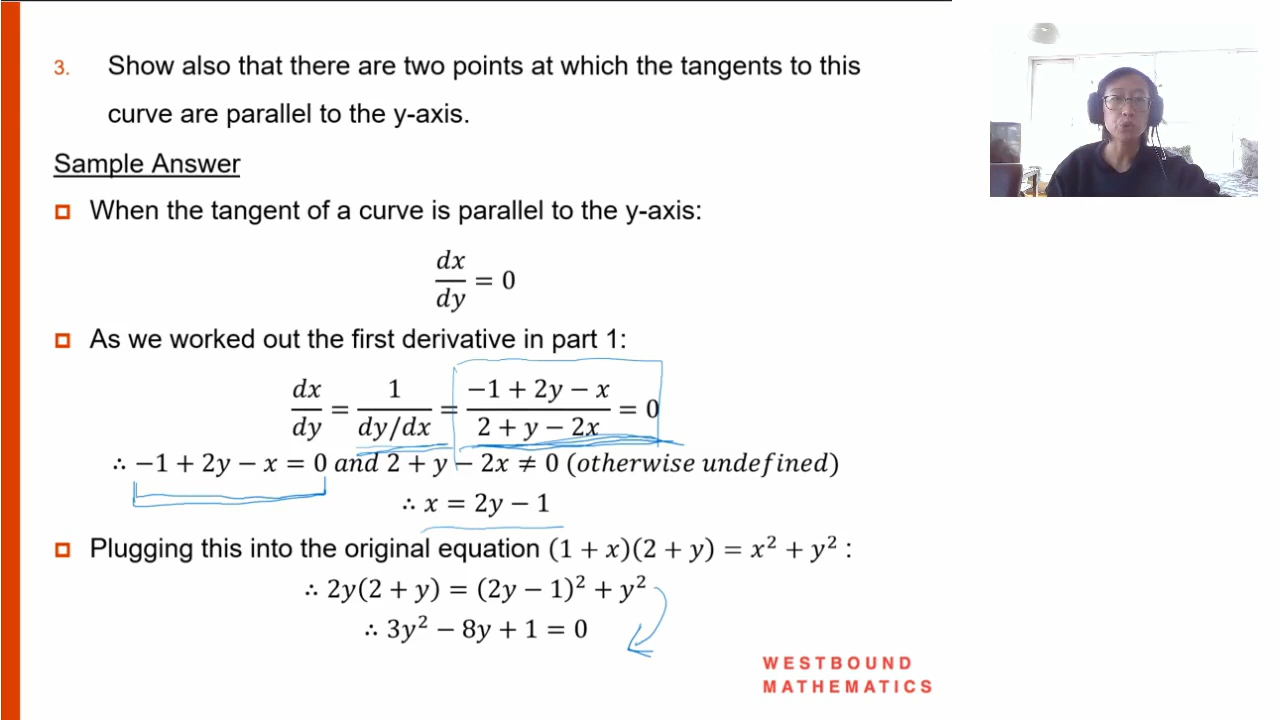 3. Show also that there are two points at which the tangents to this
curve are parallel to the y-axis.
Sample Answer
When the tangent of a curve is parallel to the y-axis:
dx/dy = 0
As we worked out the first derivative in part 1:
dx/dy = 1/(dy/dx) = (−1 + 2y − x)/(2 + y − 2x) = 0
∴ −1 + 2y − x = 0 and 2 + y − 2x ≠ 0 (otherwise undefined)
∴ x = 2y − 1
Plugging this into the original equation (1 + x)(2 + y) = x² + y² :
∴ 2y(2 + y) = (2y − 1)² + y²
∴ 3y² − 8y + 1 = 0
WESTBOUND
MATHEMATICS